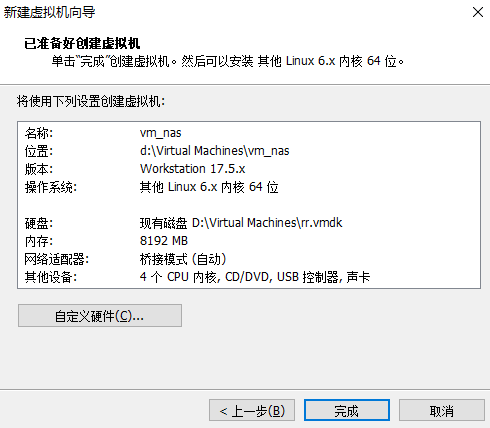 新建虚拟机向导
已准备好创建虚拟机
单击“完成”创建虚拟机。然后可以安装 其他 Linux 6.x 内核 64 位。
将使用下列设置创建虚拟机:
名称: vm_nas
位置: d:\Virtual Machines\vm_nas
版本: Workstation 17.5.x
操作系统: 其他 Linux 6.x 内核 64 位
硬盘: 现有磁盘 D:\Virtual Machines\rr.vmdk
内存: 8192 MB
网络适配器: 桥接模式 (自动)
其他设备: 4 个 CPU 内核, CD/DVD, USB 控制器, 声卡
自定义硬件(C)...
< 上一步(B) 完成 取消